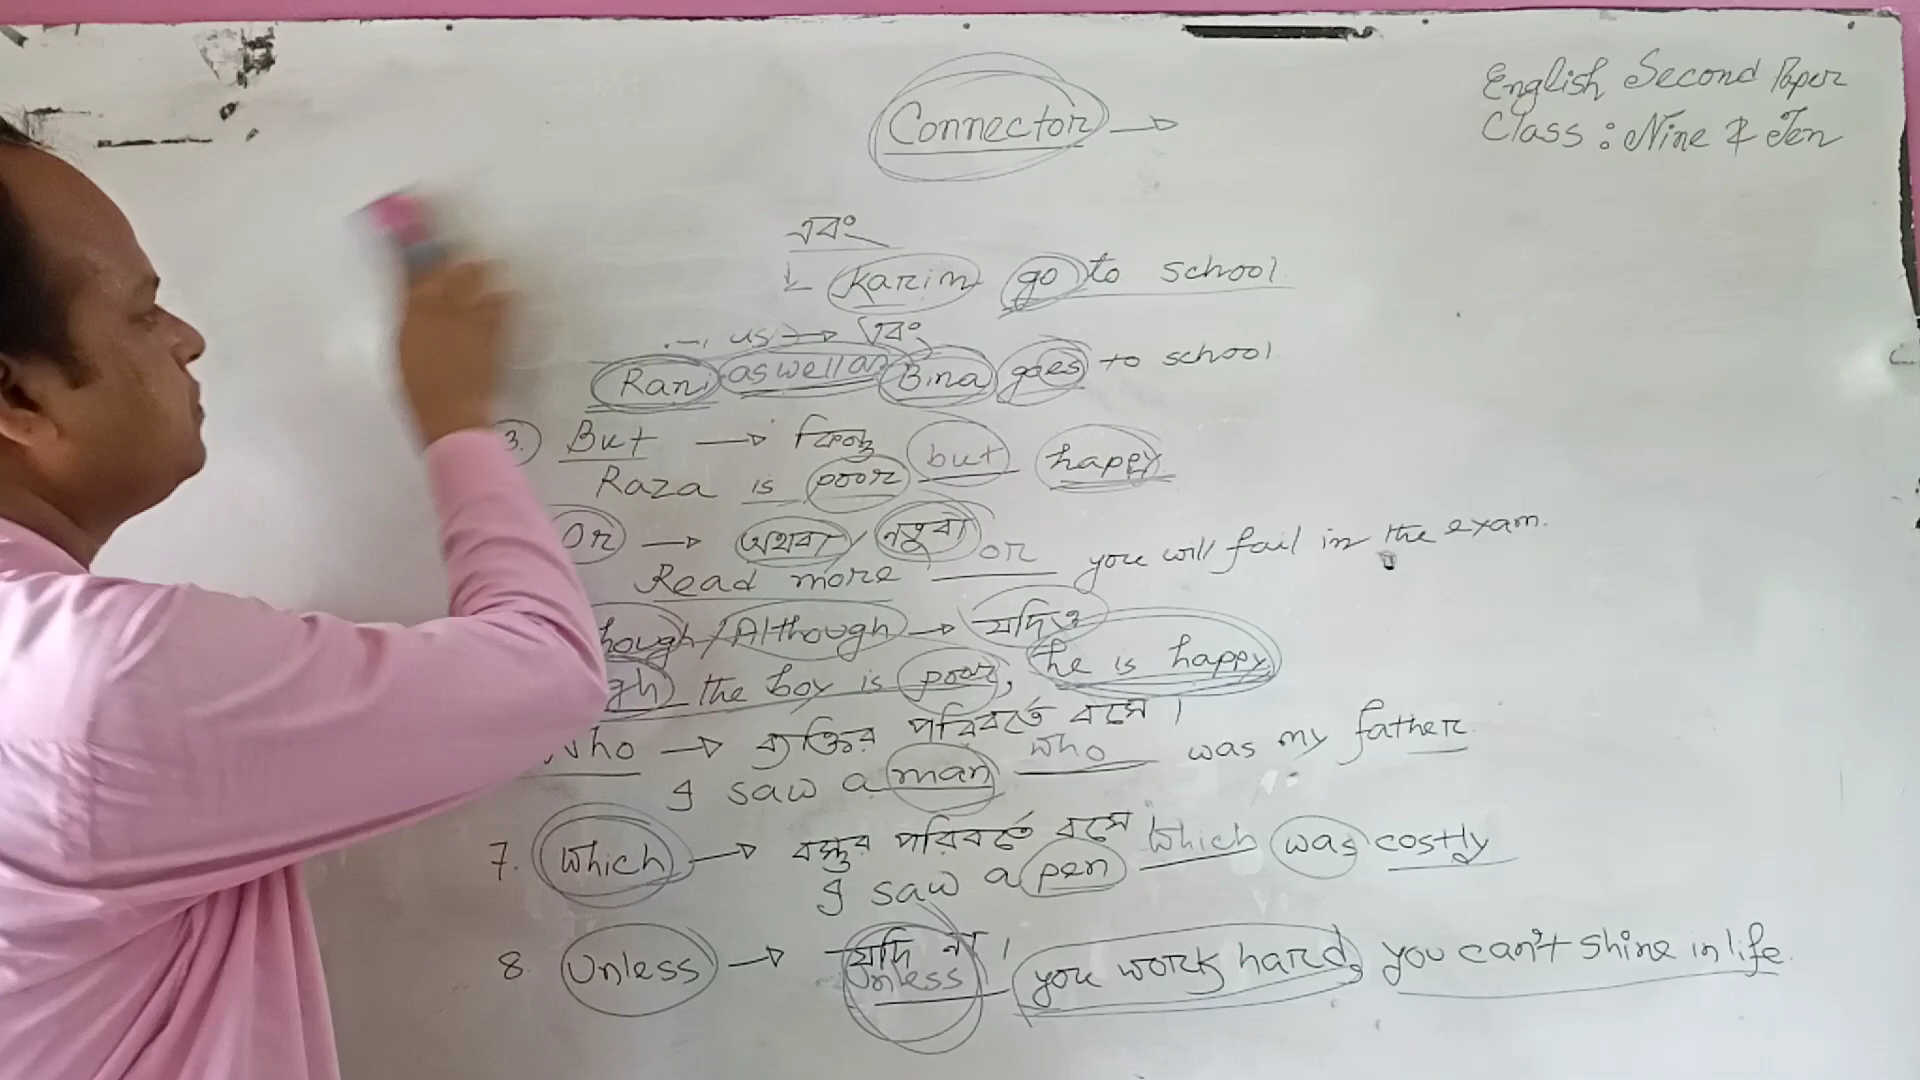 English Second Paper
Class : Nine & Ten
Connector →
এবং
Karim go to school
us → এবং
Rani as well as Bina goes to school
3. But → কিন্তু
Raza is poor but happy
Or → অথবা / নতুবা
Read more or you will fail in the exam.
hough / Although → যদিও
gh the boy is poor, he is happy
Who → ব্যক্তির পরিবর্তে বসে।
I saw a man who was my father
7. Which → বস্তুর পরিবর্তে বসে
I saw a pen which was costly
8 Unless → যদি না।
Unless you work hard, you can't shine in life.